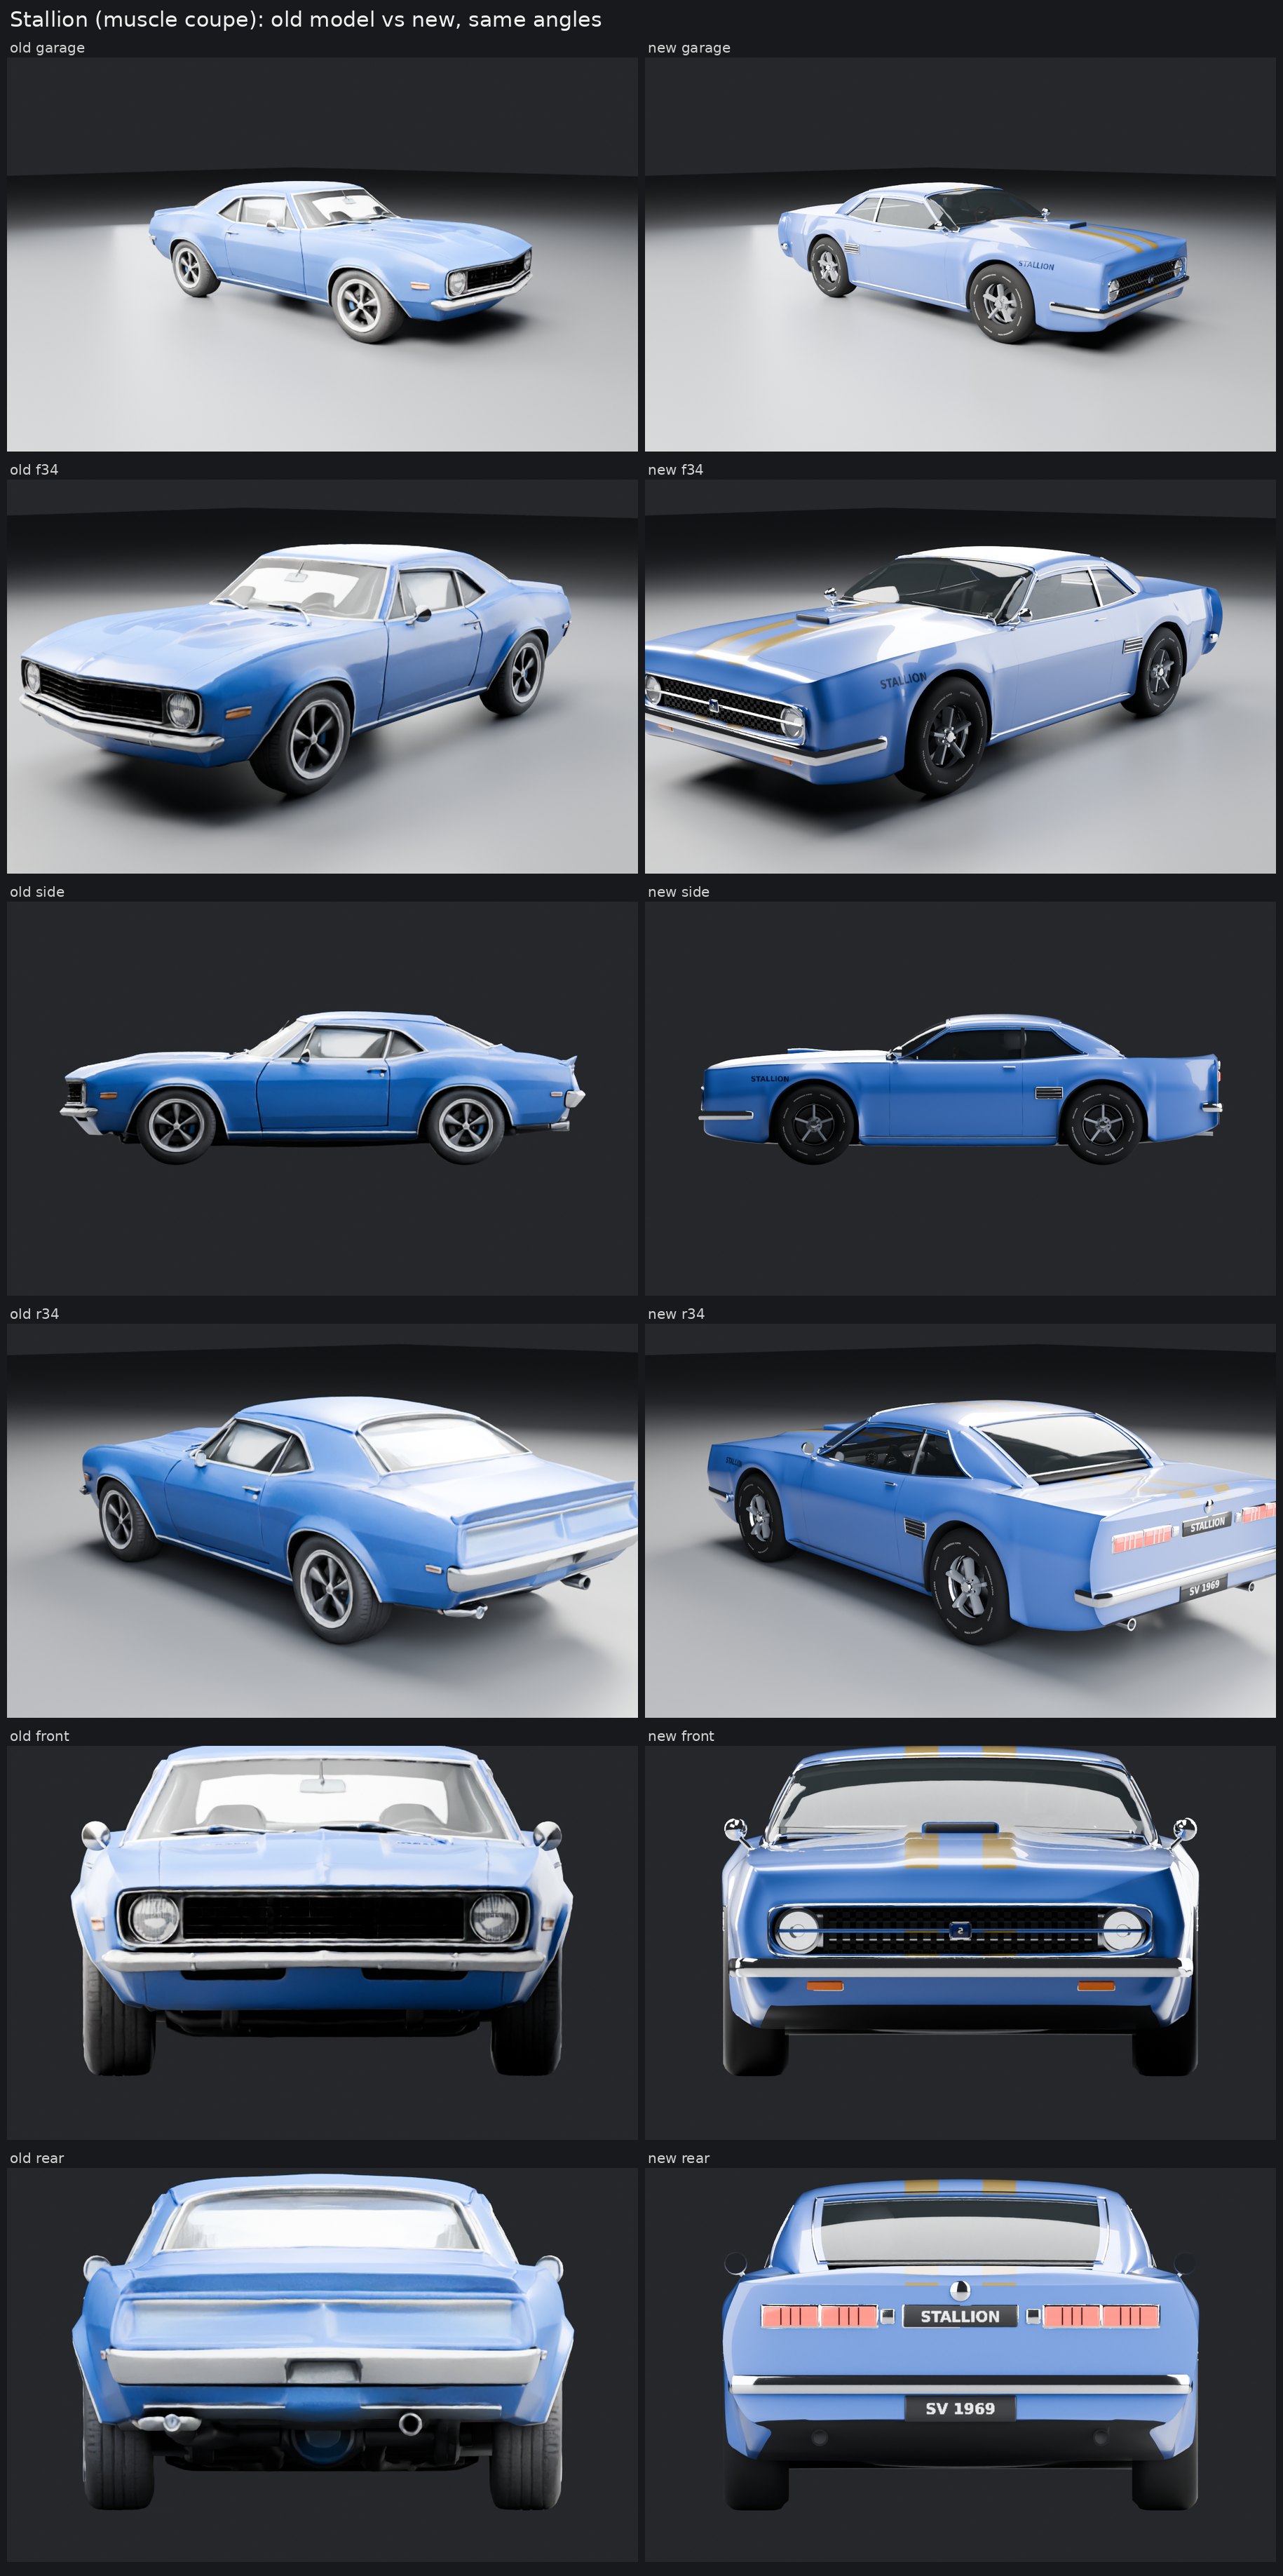 Stallion (muscle coupe): old model vs new, same angles
old garage
new garage
STALLION
old f34
new f34
STALLION
old side
new side
STALLION
old r34
new r34
STALLION
STALLION
SV 1969
old front
new front
old rear
new rear
STALLION
SV 1969